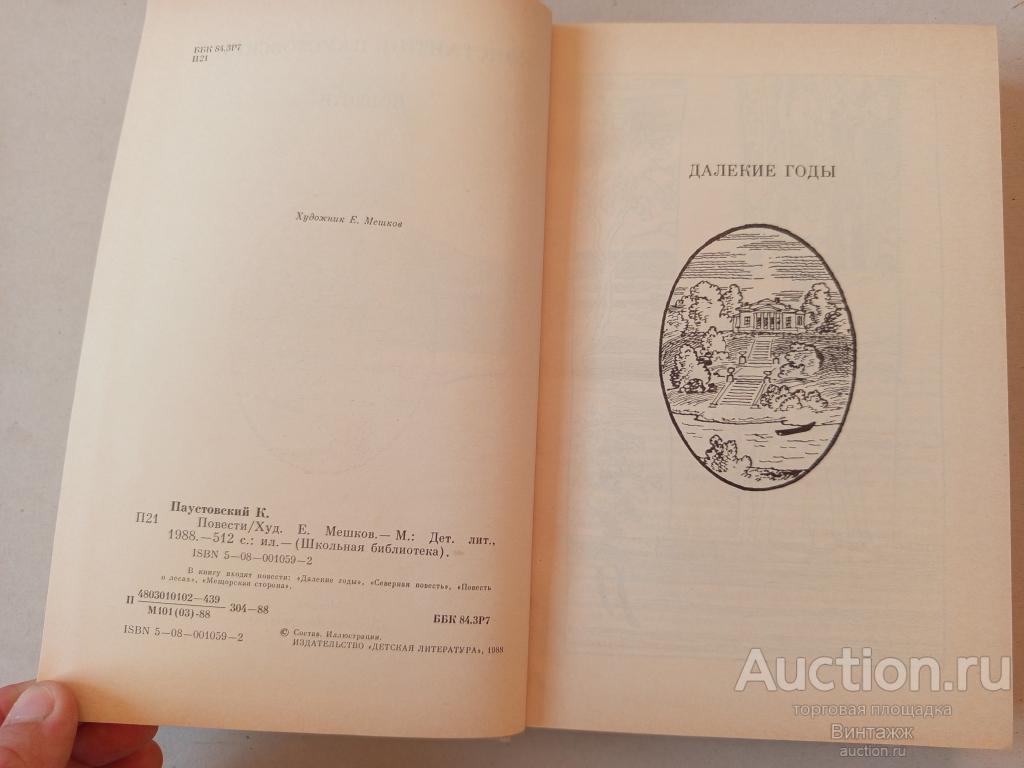 ББК 84.3Р7
П21
Художник Е. Мешков
Паустовский К.
П21 Повести/Худ. Е. Мешков.— М.: Дет. лит.,
1988.—512 с.: ил.— (Школьная библиотека).
ISBN 5—08—001059—2
В книгу входят повести: «Далекие годы», «Северная повесть», «Повесть
о лесах», «Мещорская сторона».
П 4803010102—439
М101(03)-88 304—88
ББК 84.3Р7
ISBN 5—08—001059—2
© Состав. Иллюстрации.
ИЗДАТЕЛЬСТВО «ДЕТСКАЯ ЛИТЕРАТУРА», 1988
ДАЛЕКИЕ ГОДЫ
Auction.ru
торговая площадка
Винтажж
auction.ru